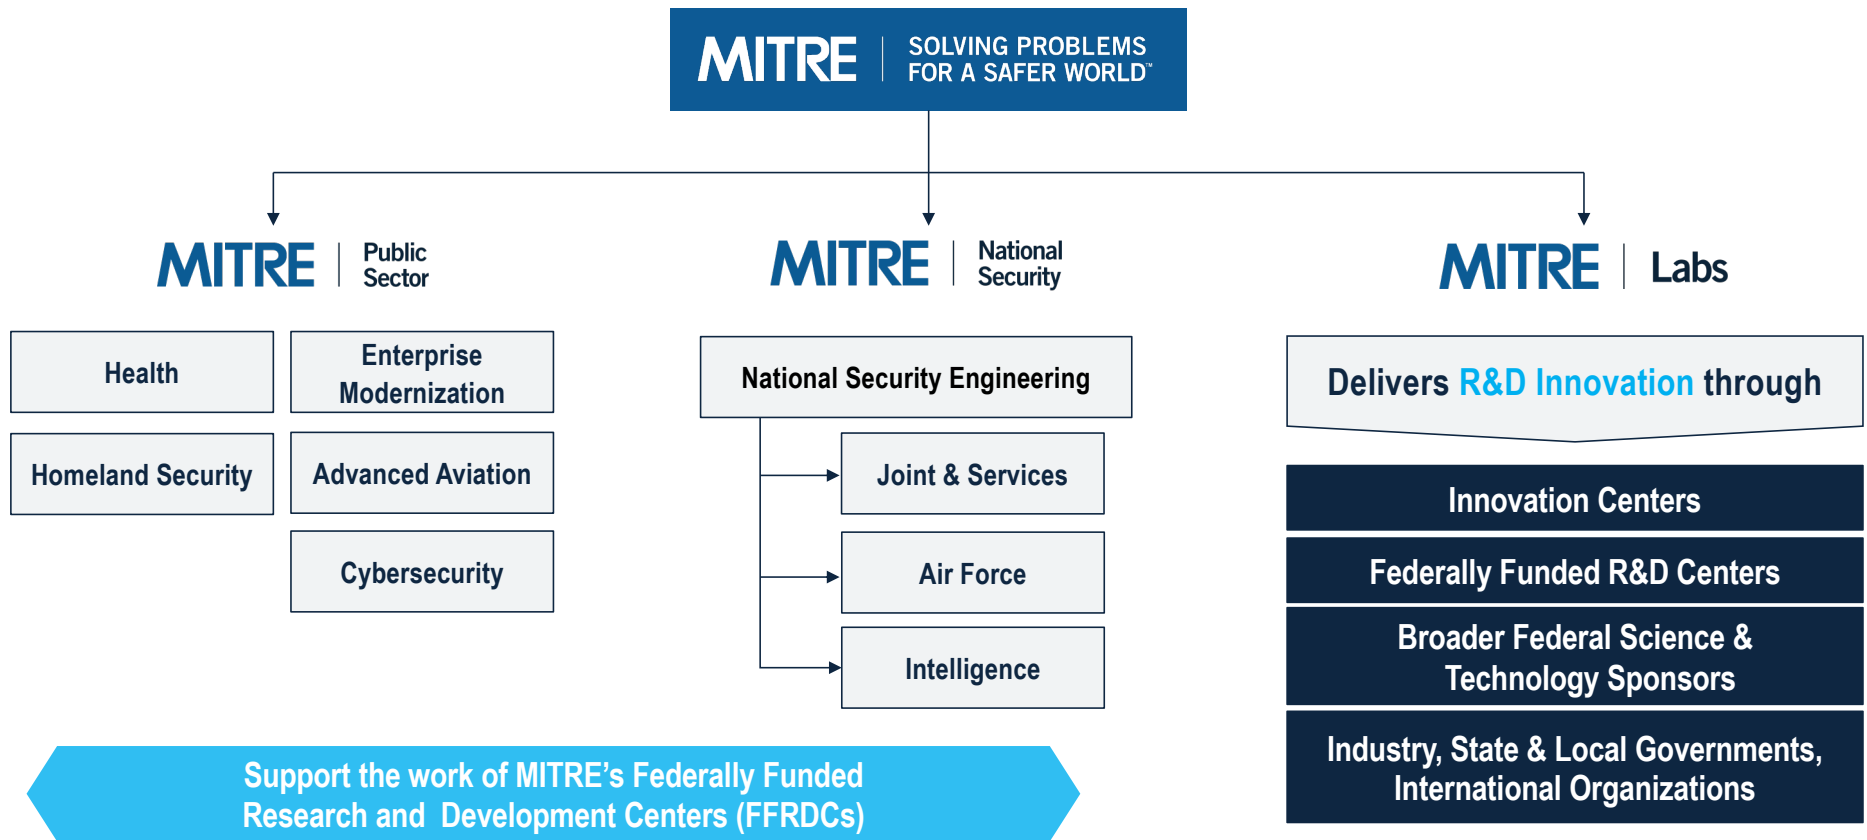 MITRE
SOLVING PROBLEMS
FOR A SAFER WORLD™
MITRE
Public
Sector
Health
Enterprise
Modernization
Homeland Security
Advanced Aviation
Cybersecurity
MITRE
National
Security
National Security Engineering
Joint & Services
Air Force
Intelligence
Support the work of MITRE’s Federally Funded
Research and Development Centers (FFRDCs)
MITRE
Labs
Delivers R&D Innovation through
Innovation Centers
Federally Funded R&D Centers
Broader Federal Science &
Technology Sponsors
Industry, State & Local Governments,
International Organizations